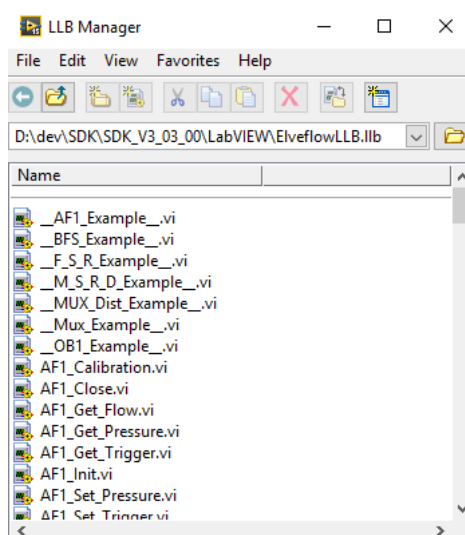 LLB Manager
File Edit View Favorites Help
D:\dev\SDK\SDK_V3_03_00\LabVIEW\ElveflowLLB.llb
Name
__AF1_Example__.vi
__BFS_Example__.vi
__F_S_R_Example__.vi
__M_S_R_D_Example__.vi
__MUX_Dist_Example__.vi
__Mux_Example__.vi
__OB1_Example__.vi
AF1_Calibration.vi
AF1_Close.vi
AF1_Get_Flow.vi
AF1_Get_Pressure.vi
AF1_Get_Trigger.vi
AF1_Init.vi
AF1_Set_Pressure.vi
AF1_Set_Trigger.vi